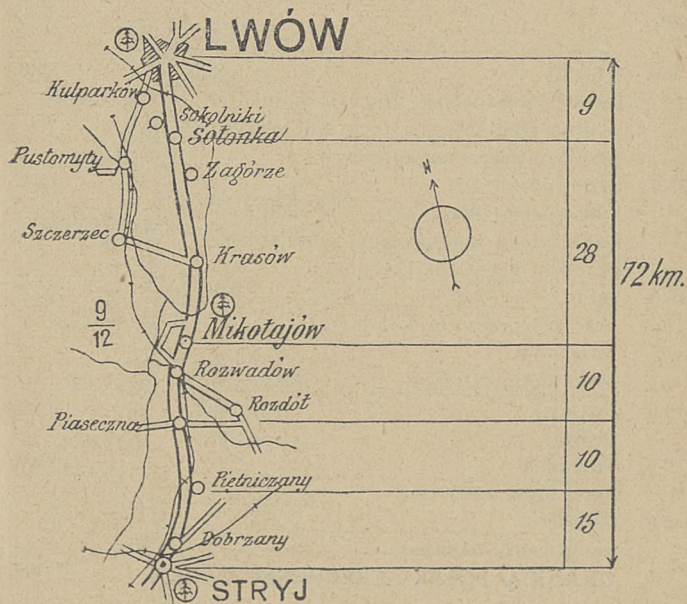 LWÓW
Kulparków
9
Sokolniki
Sołonka
Pustomyty
Zagórze
N
Szczerzec
Krasów
28
72 km.
9
12
Mikołajów
Rozwadów
10
Rozdół
Piaseczna
Pietniczany
10
Dobrzany
15
STRYJ